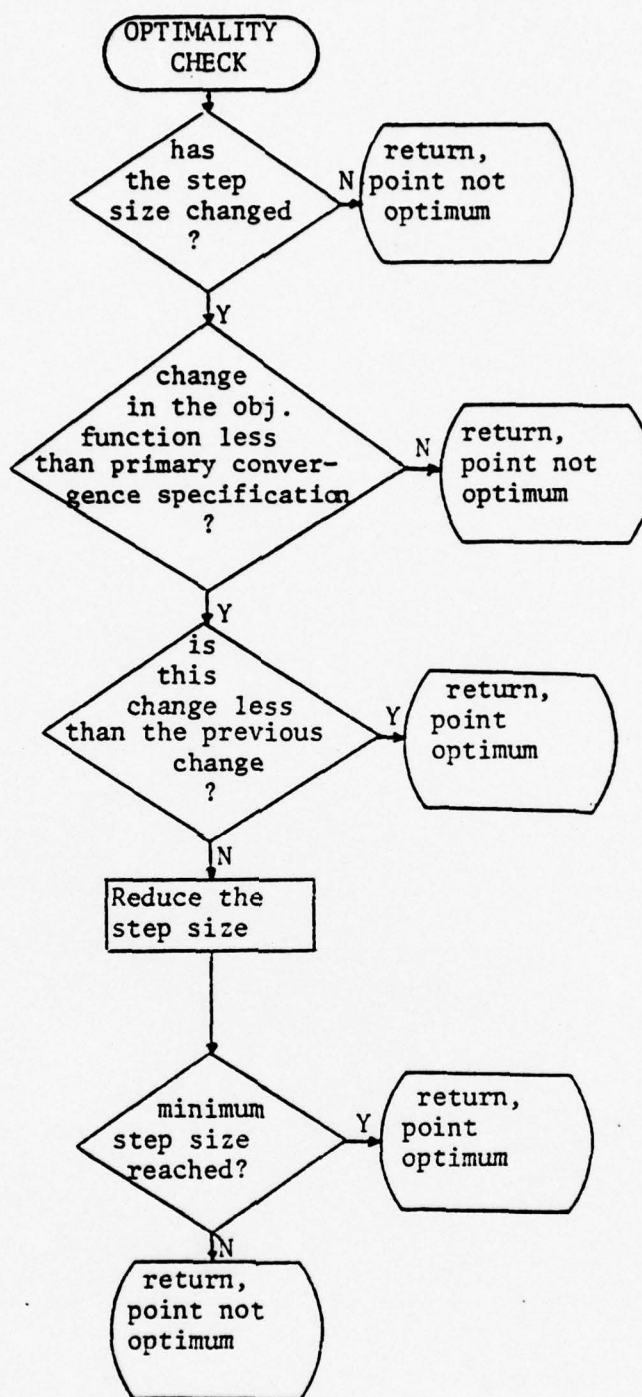 OPTIMALITY
CHECK
has
the step
size changed
?
N
return,
point not
optimum
Y
change
in the obj.
function less
than primary conver-
gence specification
?
N
return,
point not
optimum
Y
is
this
change less
than the previous
change
?
Y
return,
point
optimum
N
Reduce the
step size
minimum
step size
reached?
Y
return,
point
optimum
N
return,
point not
optimum